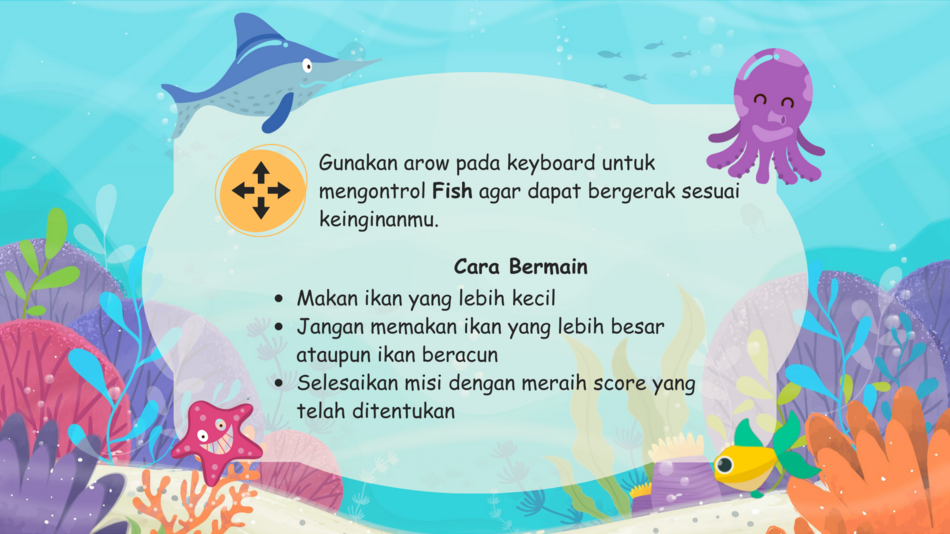 Gunakan arow pada keyboard untuk
mengontrol Fish agar dapat bergerak sesuai
keinginanmu.
Cara Bermain
• Makan ikan yang lebih kecil
• Jangan memakan ikan yang lebih besar
ataupun ikan beracun
• Selesaikan misi dengan meraih score yang
telah ditentukan